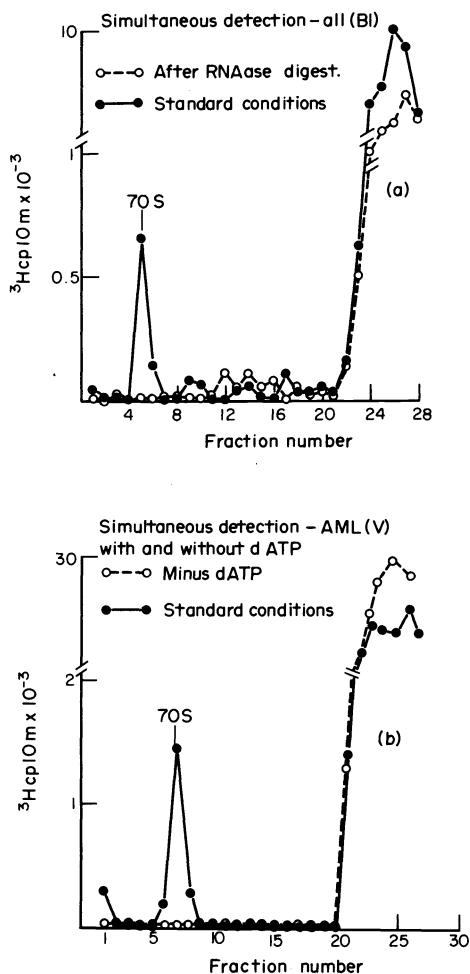 Simultaneous detection - all (BI)
10
After RNAase digest.
Standard conditions
1
70S
(a)
³Hcp10m x 10⁻³
0.5
4 8 12 16 20 24 28
Fraction number
Simultaneous detection - AML (V)
with and without d ATP
30
Minus dATP
Standard conditions
2
70S
(b)
³Hcp10m x 10⁻³
1
1 5 10 15 20 25 30
Fraction number